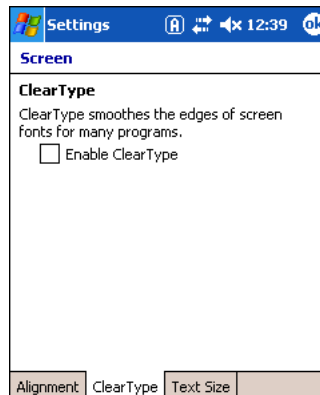 Settings A 12:39 ok
Screen
ClearType
ClearType smoothes the edges of screen
fonts for many programs.
Enable ClearType
Alignment ClearType Text Size